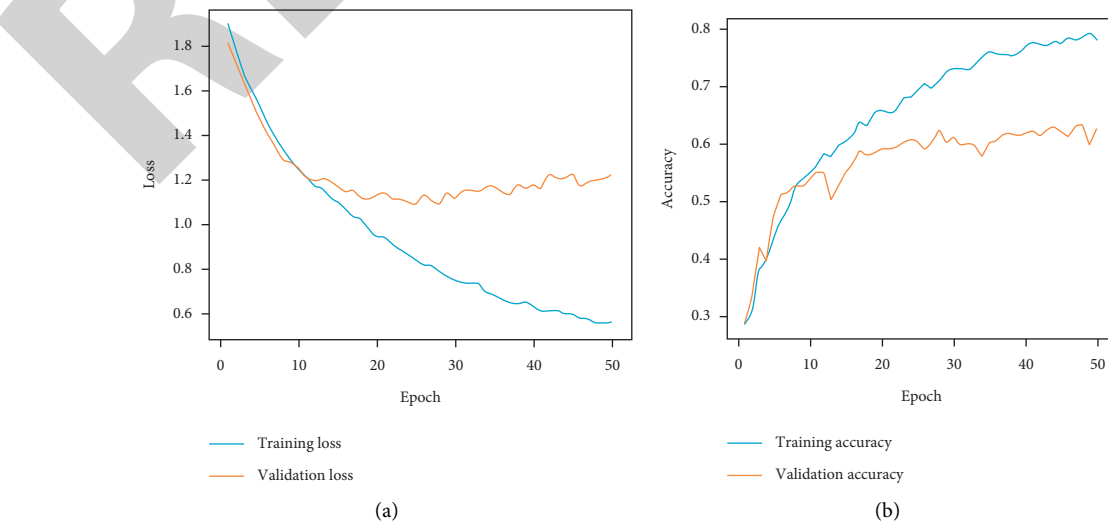 1.8
1.6
1.4
1.2
1.0
0.8
0.6
Loss
0 10 20 30 40 50
Epoch
Training loss
Validation loss
(a)
0.8
0.7
0.6
0.5
0.4
0.3
Accuracy
0 10 20 30 40 50
Epoch
Training accuracy
Validation accuracy
(b)